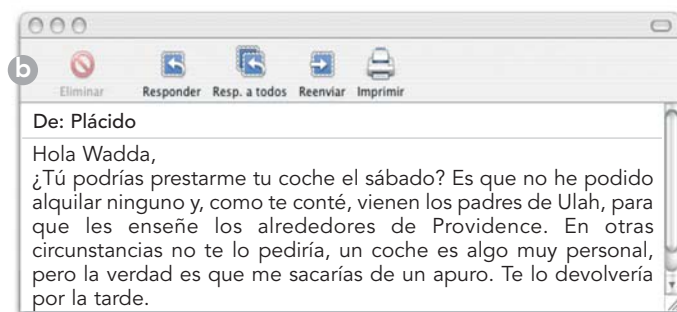 b
Eliminar Responder Resp. a todos Reenviar Imprimir
De: Plácido
Hola Wadda,
¿Tú podrías prestarme tu coche el sábado? Es que no he podido
alquilar ninguno y, como te conté, vienen los padres de Ulah, para
que les enseñe los alrededores de Providence. En otras
circunstancias no te lo pediría, un coche es algo muy personal,
pero la verdad es que me sacarías de un apuro. Te lo devolvería
por la tarde.